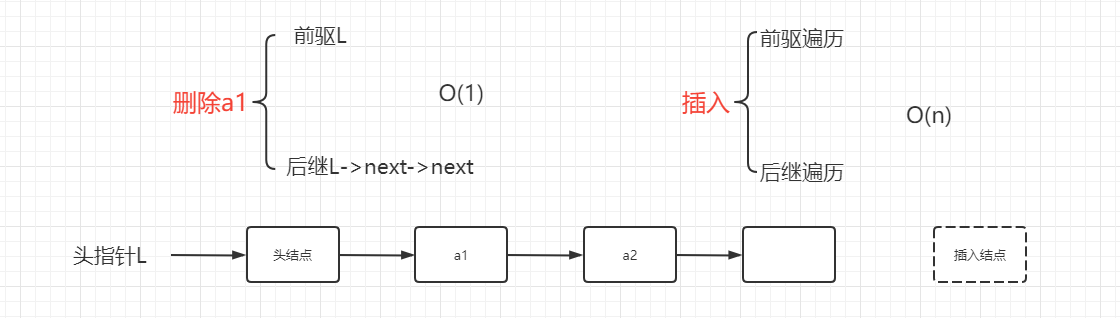 前驱L
删除a1
O(1)
后继L->next->next
前驱遍历
插入
O(n)
后继遍历
头指针L
头结点
a1
a2
插入结点